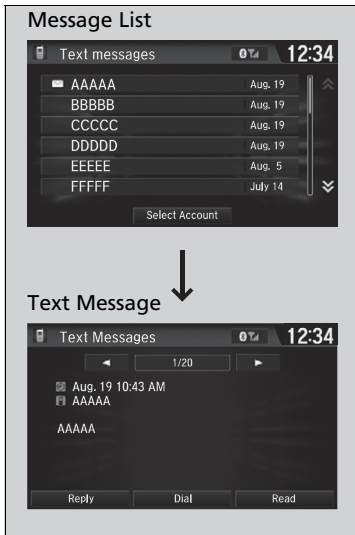 Message List
Text messages 12:34
AAAAA Aug. 19
BBBBB Aug. 19
CCCCC Aug. 19
DDDDD Aug. 19
EEEEE Aug. 5
FFFFF July 14
Select Account
Text Message
Text Messages 12:34
1/20
Aug. 19 10:43 AM
AAAAA
AAAAA
Reply Dial Read